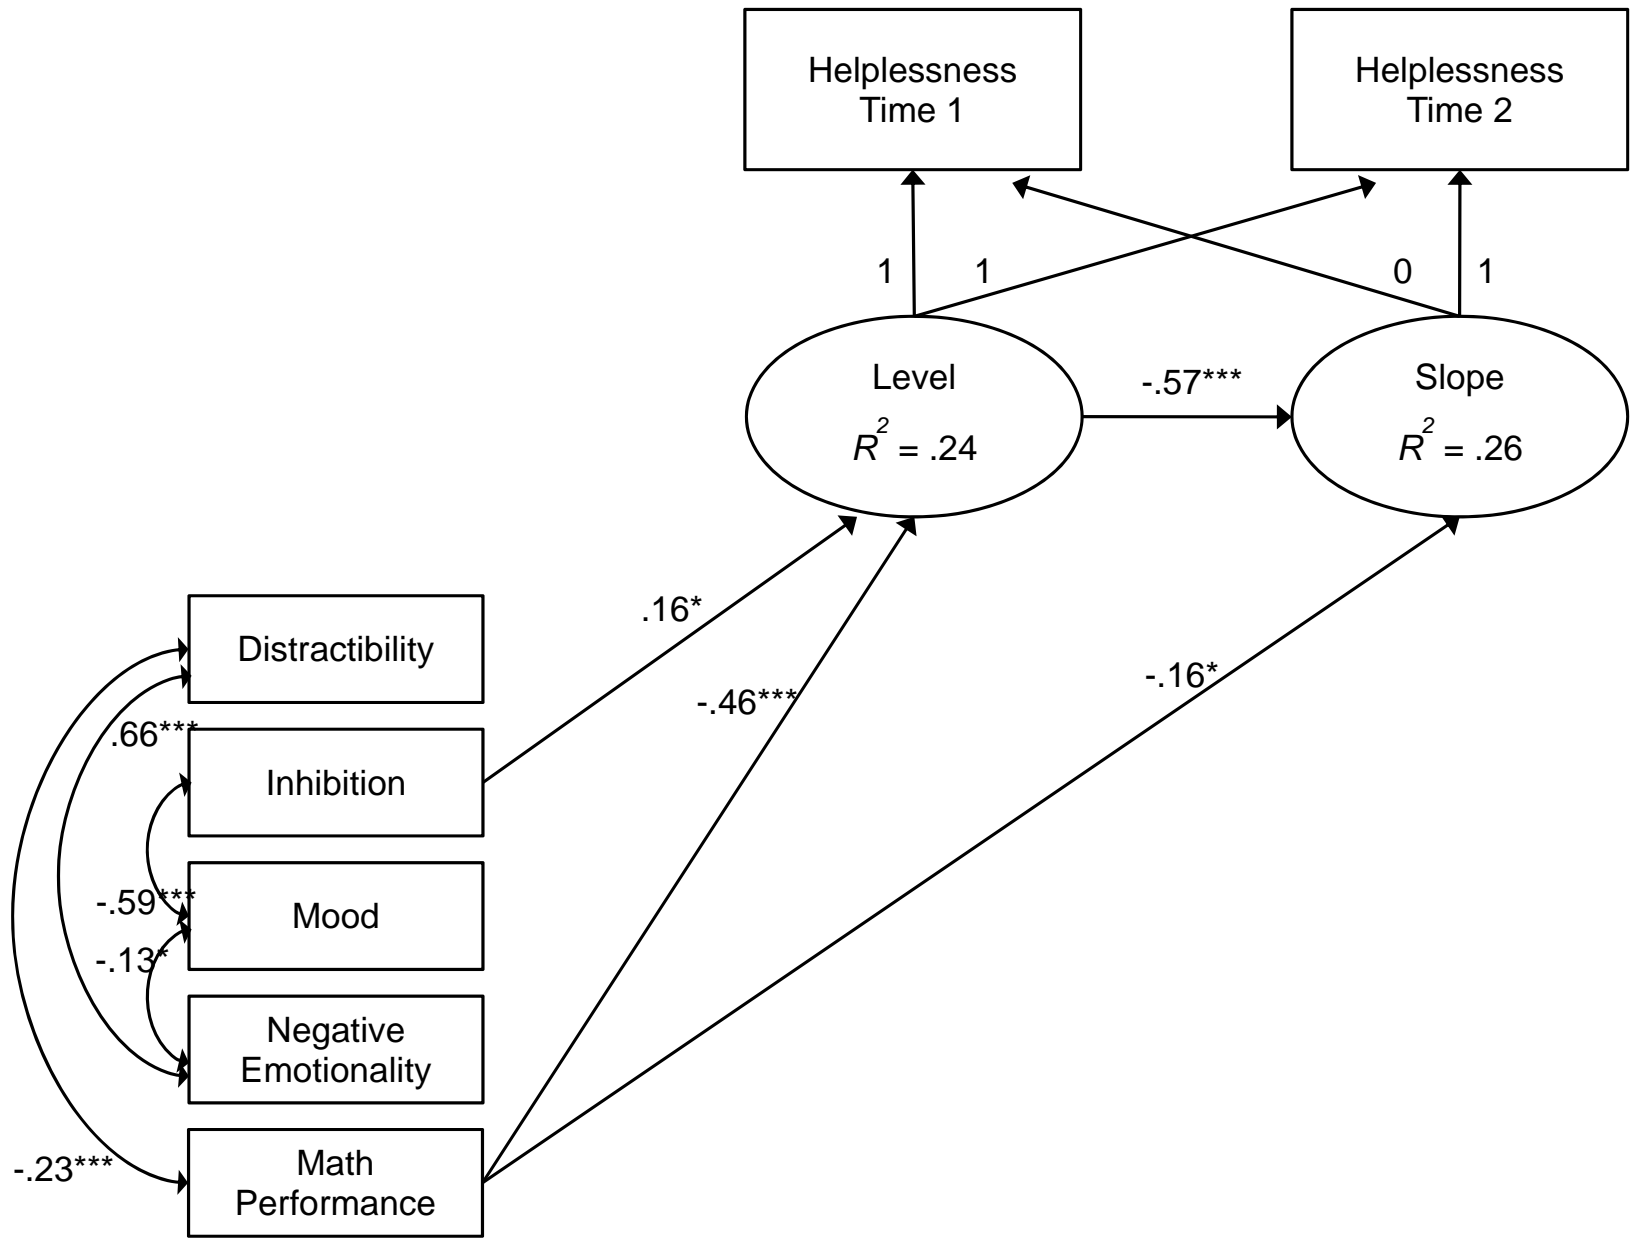 Helplessness
Time 1
Helplessness
Time 2
1
1
0
1
Level
R2 = .24
-.57***
Slope
R2 = .26
.16*
-.46***
-.16*
Distractibility
.66***
Inhibition
-.59***
Mood
-.13*
Negative
Emotionality
-.23***
Math
Performance